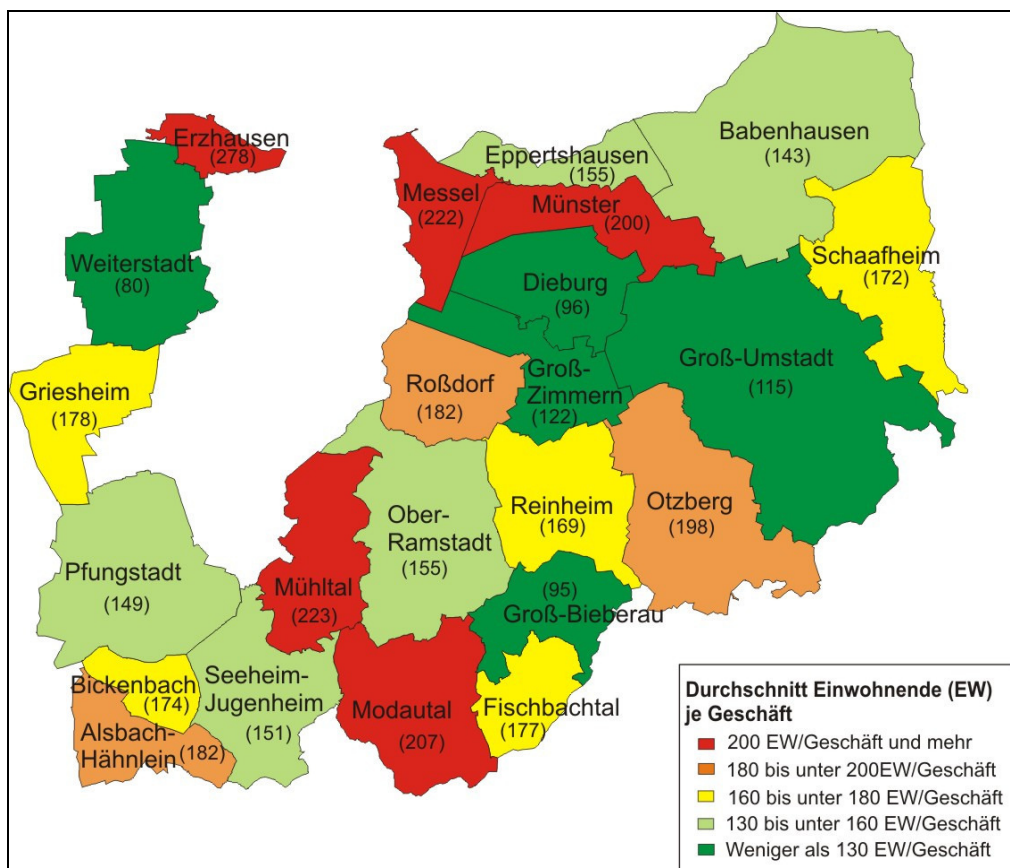 Erzhausen
(278)
Weiterstadt
(80)
Griesheim
(178)
Pfungstadt
(149)
Bickenbach
(174)
Alsbach-
Hähnlein (182)
Seeheim-
Jugenheim
(151)
Mühltal
(223)
Modautal
(207)
Ober-
Ramstadt
(155)
Roßdorf
(182)
Messel
(222)
Eppertshausen
(155)
Münster
(200)
Babenhausen
(143)
Schaafheim
(172)
Dieburg
(96)
Groß-
Zimmern
(122)
Groß-Umstadt
(115)
Reinheim
(169)
Otzberg
(198)
(95)
Groß-Bieberau
Fischbachtal
(177)
Durchschnitt Einwohnende (EW)
je Geschäft
200 EW/Geschäft und mehr
180 bis unter 200EW/Geschäft
160 bis unter 180 EW/Geschäft
130 bis unter 160 EW/Geschäft
Weniger als 130 EW/Geschäft